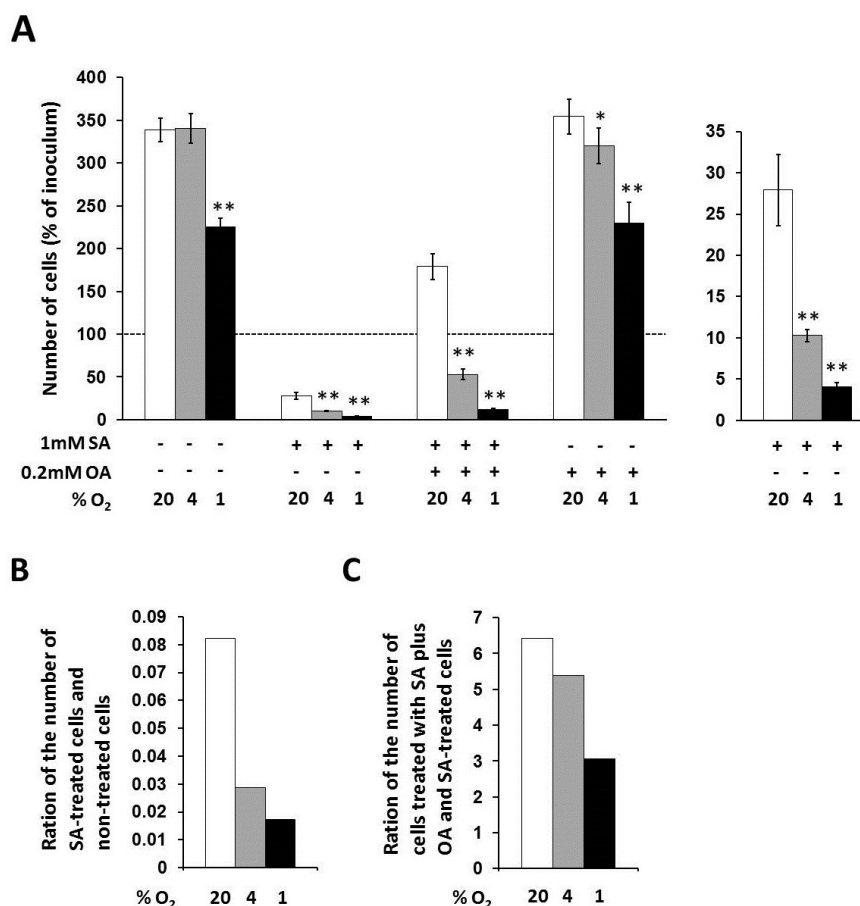 A
Number of cells (% of inoculum)
400
350
300
250
200
150
100
50
0
**
** **
**
**
*
**
1mM SA - - - + + + + + + - - -
0.2mM OA - - - - - - + + + + + +
% O2 20 4 1 20 4 1 20 4 1 20 4 1
35
30
25
20
15
10
5
0
**
**
+ + +
- - -
20 4 1
B
Ration of the number of
SA-treated cells and
non-treated cells
0.09
0.08
0.07
0.06
0.05
0.04
0.03
0.02
0.01
0
% O2 20 4 1
C
Ration of the number of
cells treated with SA plus
OA and SA-treated cells
7
6
5
4
3
2
1
0
% O2 20 4 1